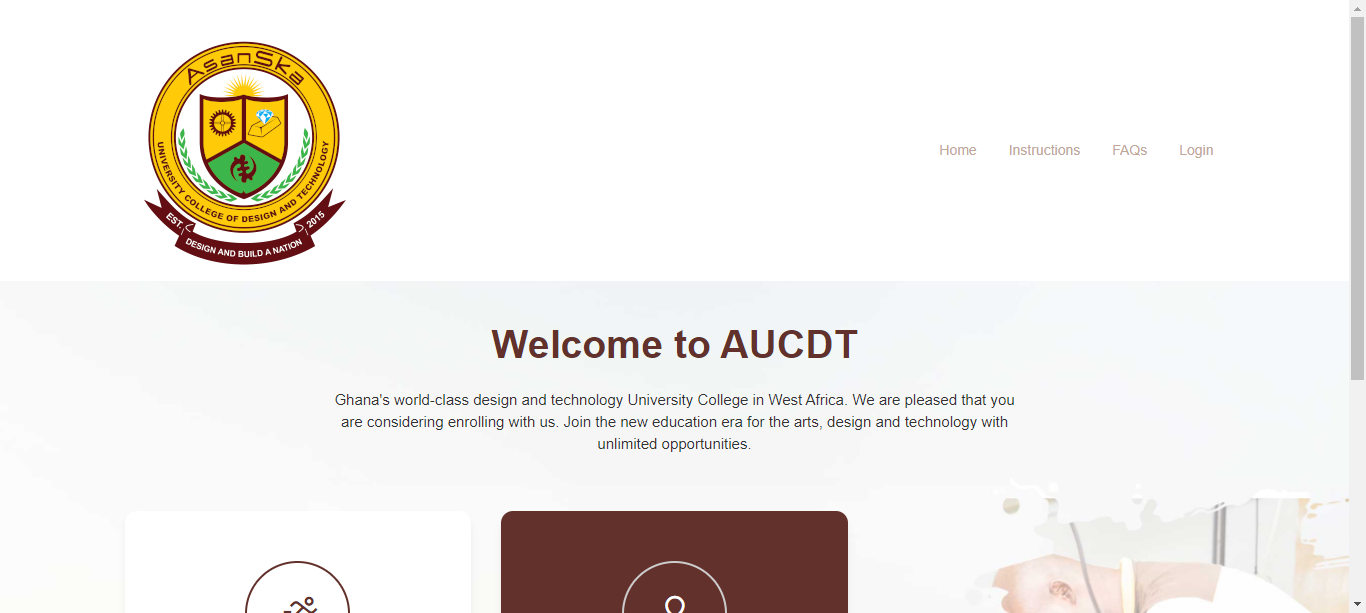 AsanSka
UNIVERSITY COLLEGE OF DESIGN AND TECHNOLOGY
EST. 2015
DESIGN AND BUILD A NATION
Home Instructions FAQs Login
Welcome to AUCDT
Ghana's world-class design and technology University College in West Africa. We are pleased that you
are considering enrolling with us. Join the new education era for the arts, design and technology with
unlimited opportunities.